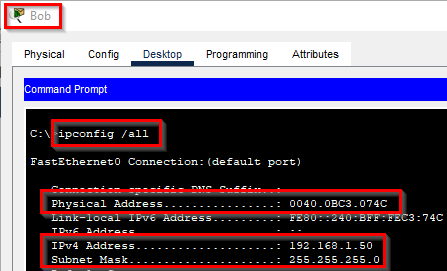 Bob
Physical Config Desktop Programming Attributes
Command Prompt
C:\>ipconfig /all
FastEthernet0 Connection:(default port)
Connection-specific DNS Suffix..:
Physical Address................: 0040.0BC3.074C
Link-local IPv6 Address.........: FE80::240:BFF:FEC3:74C
IPv6 Address....................: ::
IPv4 Address....................: 192.168.1.50
Subnet Mask.....................: 255.255.255.0